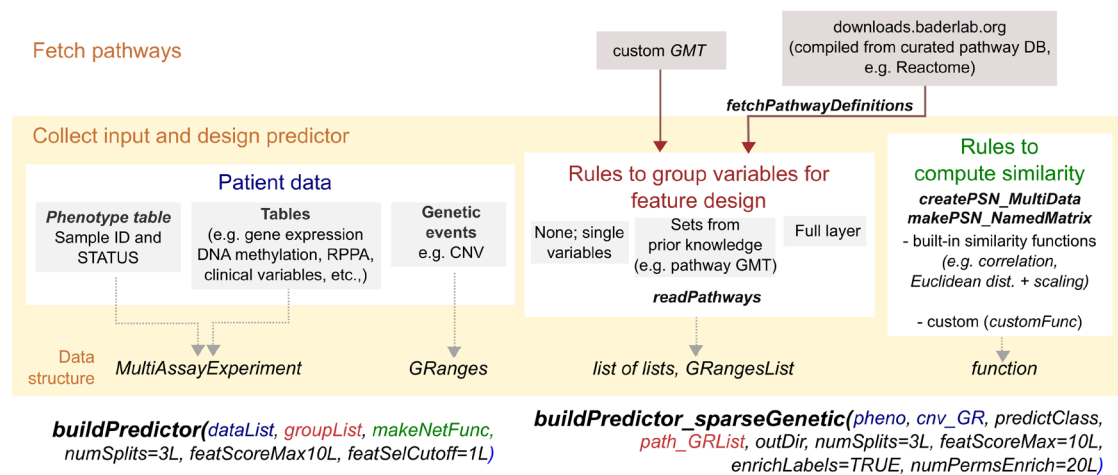 Fetch pathways
custom GMT
downloads.baderlab.org
(compiled from curated pathway DB,
e.g. Reactome)
fetchPathwayDefinitions
Collect input and design predictor
Patient data
Phenotype table
Sample ID and
STATUS
Tables
(e.g. gene expression
DNA methylation, RPPA,
clinical variables, etc.,)
Genetic
events
e.g. CNV
Rules to group variables for
feature design
None; single
variables
Sets from
prior knowledge
(e.g. pathway GMT)
Full layer
readPathways
Rules to
compute similarity
createPSN_MultiData
makePSN_NamedMatrix
- built-in similarity functions
(e.g. correlation,
Euclidean dist. + scaling)
- custom (customFunc)
Data
structure
MultiAssayExperiment
GRanges
list of lists, GRangesList
function
buildPredictor(dataList, groupList, makeNetFunc,
numSplits=3L, featScoreMax10L, featSelCutoff=1L)
buildPredictor_sparseGenetic(pheno, cnv_GR, predictClass,
path_GRList, outDir, numSplits=3L, featScoreMax=10L,
enrichLabels=TRUE, numPermsEnrich=20L)